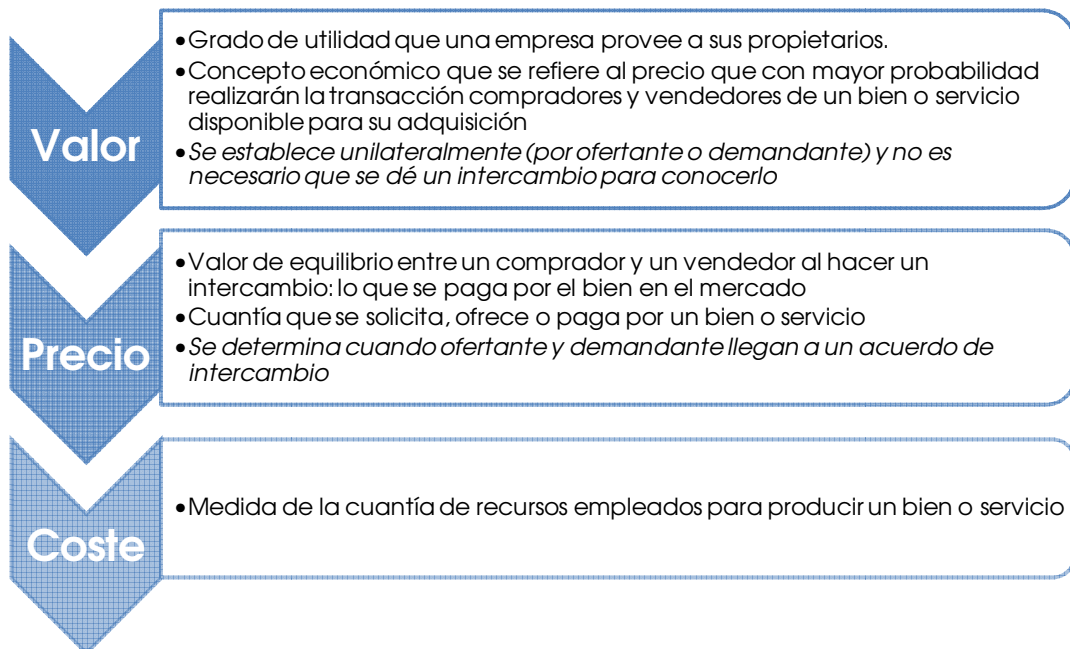 Valor
•Grado de utilidad que una empresa provee a sus propietarios.
•Concepto económico que se refiere al precio que con mayor probabilidad
realizarán la transacción compradores y vendedores de un bien o servicio
disponible para su adquisición
•Se establece unilateralmente (por ofertante o demandante) y no es
necesario que se dé un intercambio para conocerlo
Precio
•Valor de equilibrio entre un comprador y un vendedor al hacer un
intercambio: lo que se paga por el bien en el mercado
•Cuantía que se solicita, ofrece o paga por un bien o servicio
•Se determina cuando ofertante y demandante llegan a un acuerdo de
intercambio
Coste
•Medida de la cuantía de recursos empleados para producir un bien o servicio